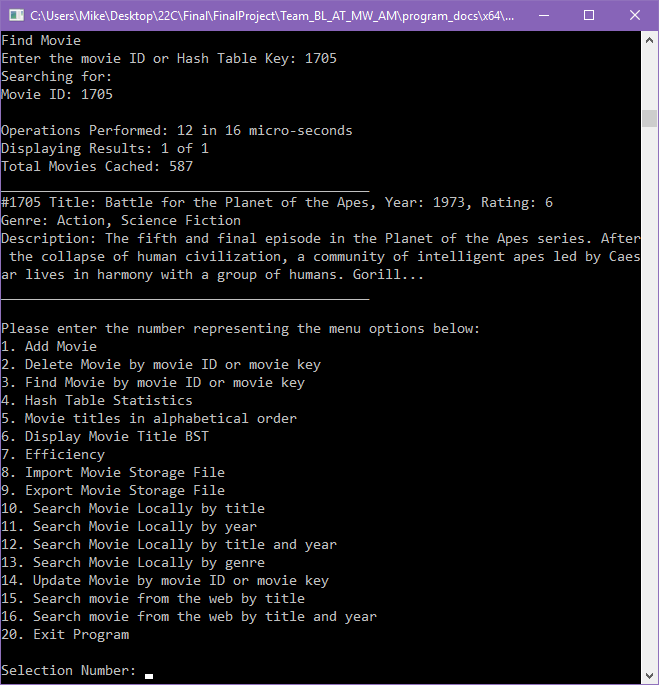 C:\Users\Mike\Desktop\22C\Final\FinalProject\Team_BL_AT_MW_AM\program_docs\x64\...
Find Movie
Enter the movie ID or Hash Table Key: 1705
Searching for:
Movie ID: 1705
Operations Performed: 12 in 16 micro-seconds
Displaying Results: 1 of 1
Total Movies Cached: 587
#1705 Title: Battle for the Planet of the Apes, Year: 1973, Rating: 6
Genre: Action, Science Fiction
Description: The fifth and final episode in the Planet of the Apes series. After
the collapse of human civilization, a community of intelligent apes led by Caes
ar lives in harmony with a group of humans. Gorill...
Please enter the number representing the menu options below:
1. Add Movie
2. Delete Movie by movie ID or movie key
3. Find Movie by movie ID or movie key
4. Hash Table Statistics
5. Movie titles in alphabetical order
6. Display Movie Title BST
7. Efficiency
8. Import Movie Storage File
9. Export Movie Storage File
10. Search Movie Locally by title
11. Search Movie Locally by year
12. Search Movie Locally by title and year
13. Search Movie Locally by genre
14. Update Movie by movie ID or movie key
15. Search movie from the web by title
16. Search movie from the web by title and year
20. Exit Program
Selection Number: